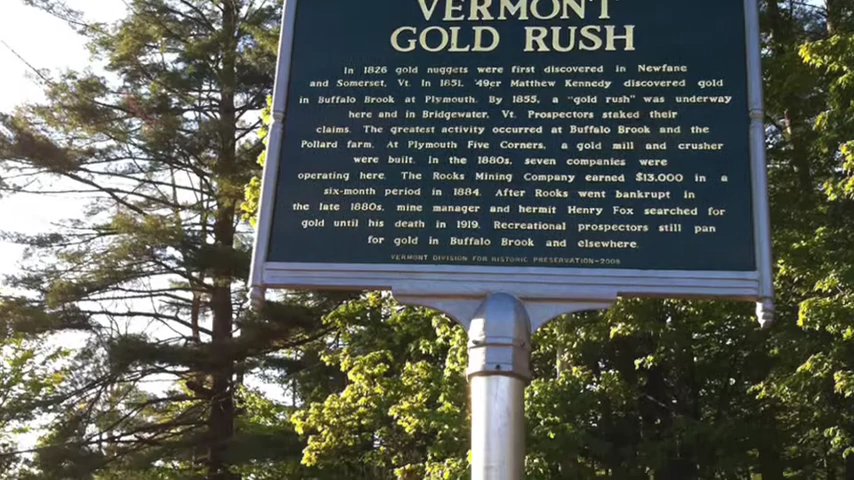 VERMONT
GOLD RUSH
In 1826 gold nuggets were first discovered in Newfane
and Somerset, Vt. In 1851, '49er Matthew Kennedy discovered gold
in Buffalo Brook at Plymouth. By 1855, a "gold rush" was underway
here and in Bridgewater, Vt. Prospectors staked their
claims. The greatest activity occurred at Buffalo Brook and the
Pollard farm. At Plymouth Five Corners, a gold mill and crusher
were built. In the 1880s, seven companies were
operating here. The Rooks Mining Company earned $13,000 in a
six-month period in 1884. After Rooks went bankrupt in
the late 1880s, mine manager and hermit Henry Fox searched for
gold until his death in 1919. Recreational prospectors still pan
for gold in Buffalo Brook and elsewhere.
VERMONT DIVISION FOR HISTORIC PRESERVATION-2008